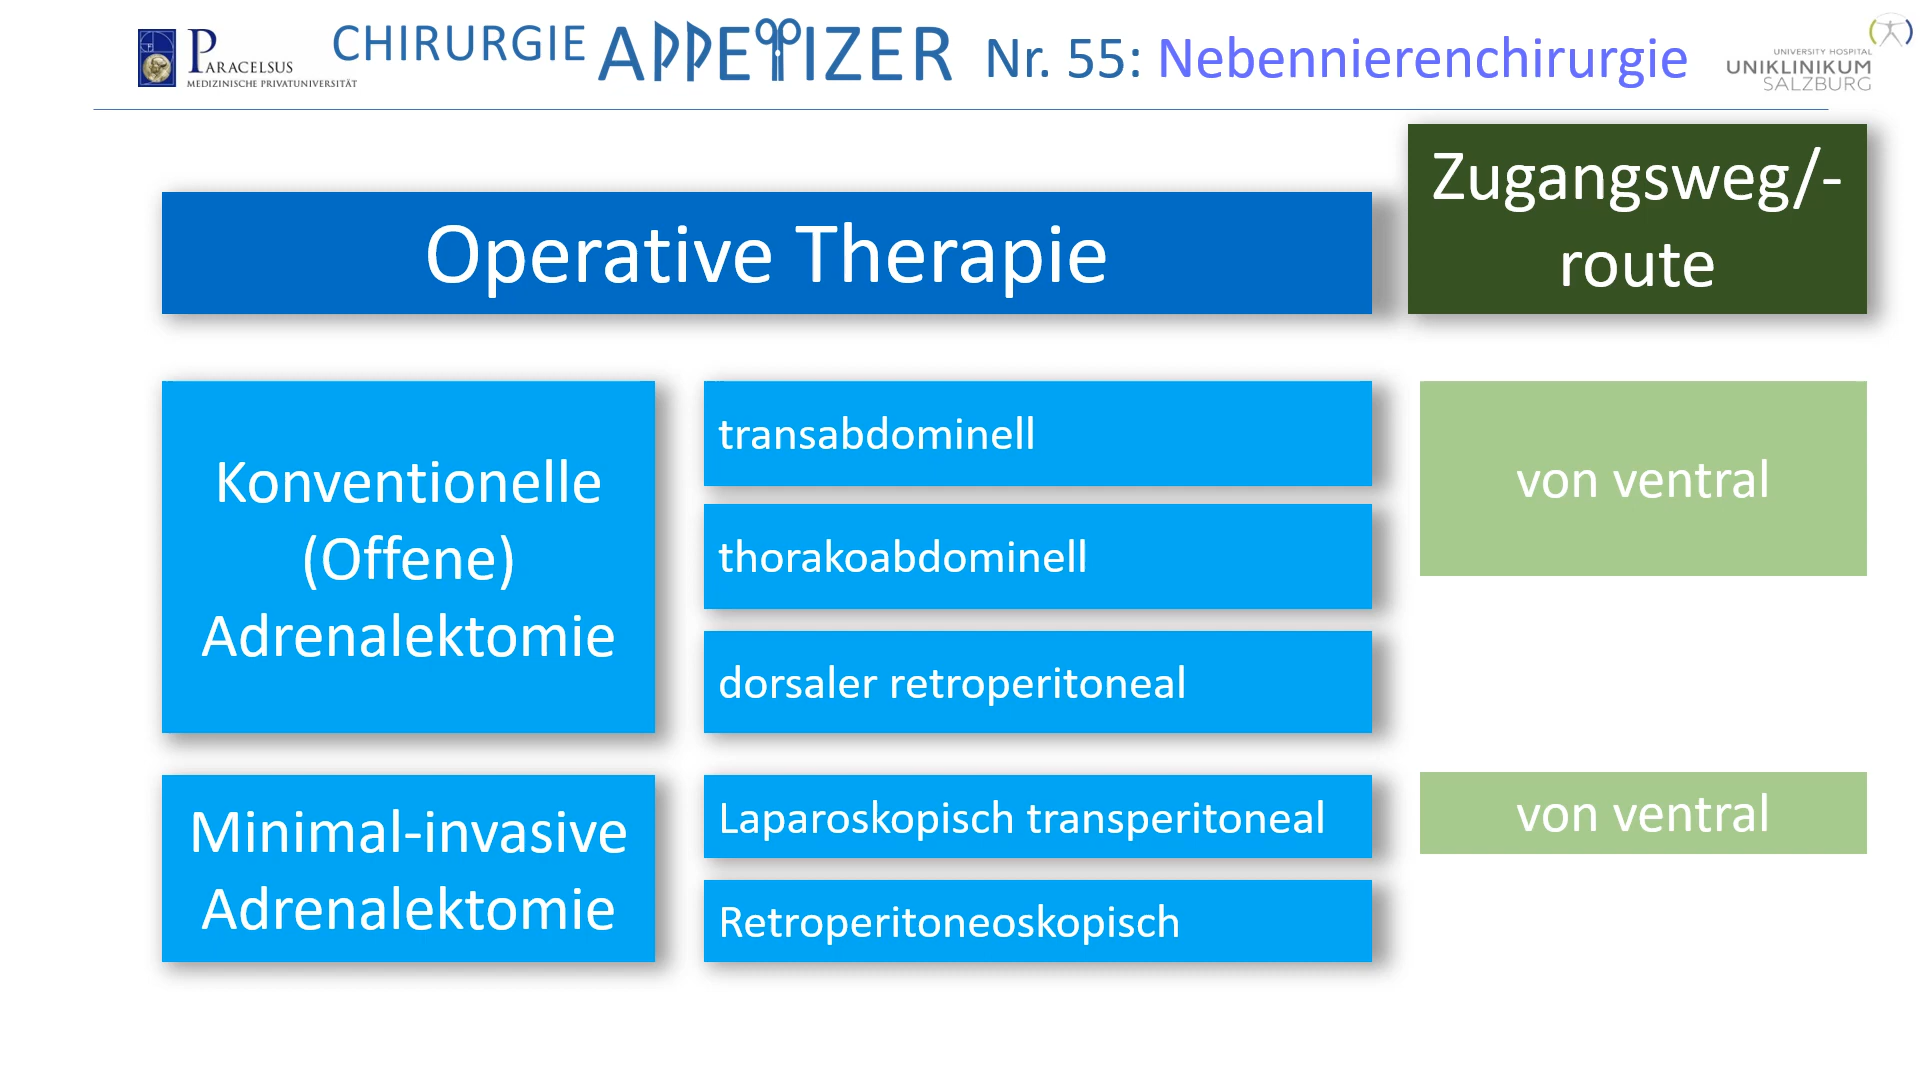 PARACELSUS
MEDIZINISCHE PRIVATUNIVERSITÄT
CHIRURGIE APPETIZER Nr. 55: Nebennierenchirurgie
UNIVERSITY HOSPITAL
UNIKLINIKUM
SALZBURG
Operative Therapie
Zugangsweg/-
route
Konventionelle
(Offene)
Adrenalektomie
transabdominell
thorakoabdominell
dorsaler retroperitoneal
von ventral
Minimal-invasive
Adrenalektomie
Laparoskopisch transperitoneal
Retroperitoneoskopisch
von ventral